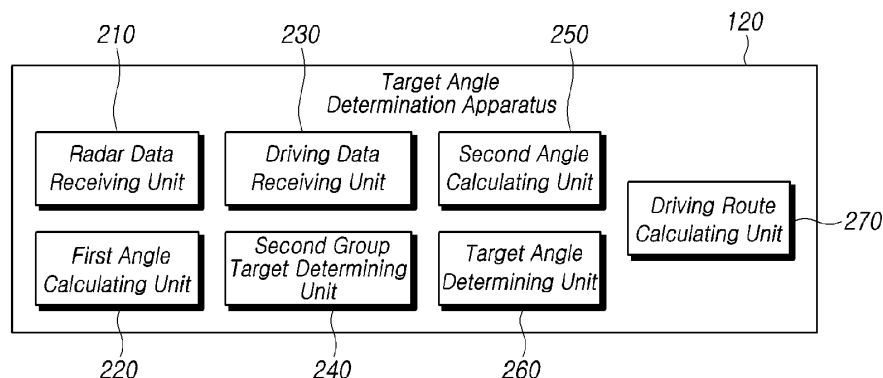 210
230
250
120
Target Angle
Determination Apparatus
Radar Data
Receiving Unit
Driving Data
Receiving Unit
Second Angle
Calculating Unit
Driving Route
Calculating Unit
270
First Angle
Calculating Unit
Second Group
Target Determining
Unit
Target Angle
Determining Unit
220
240
260